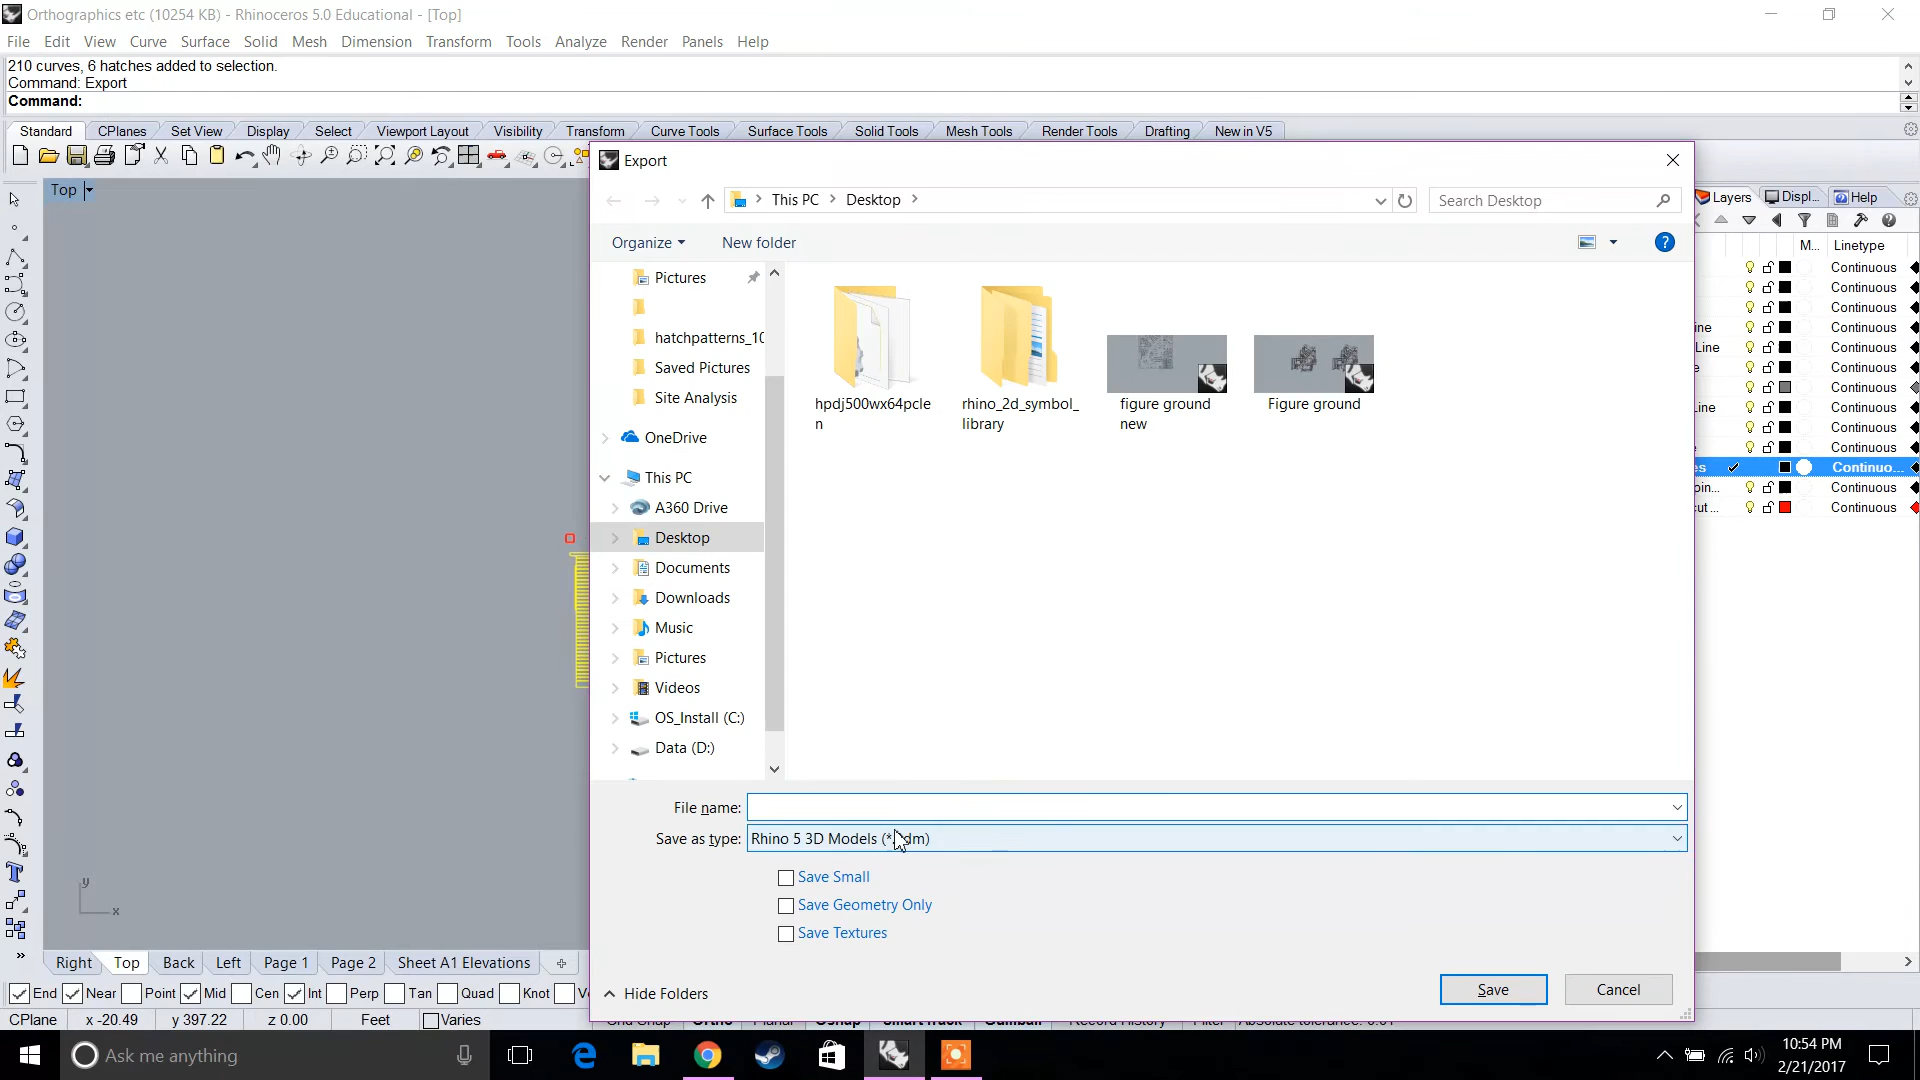 Orthographics etc (10254 KB) - Rhinoceros 5.0 Educational - [Top]
File Edit View Curve Surface Solid Mesh Dimension Transform Tools Analyze Render Panels Help
210 curves, 6 hatches added to selection.
Command: Export
Command:
Standard CPlanes Set View Display Select Viewport Layout Visibility Transform Curve Tools Surface Tools Solid Tools Mesh Tools Render Tools Drafting New in V5
Export
Top
This PC Desktop
Search Desktop
Layers Displ... Help
Organize New folder
M... Linetype
Pictures
hatchpatterns_10
Saved Pictures
Site Analysis
OneDrive
This PC
A360 Drive
Desktop
Documents
Downloads
Music
Pictures
Videos
OS_Install (C:)
Data (D:)
hpdj500wx64pcle
n
rhino_2d_symbol_
library
figure ground
new
Figure ground
Continuous
Continuous
Continuous
ine Continuous
Line Continuous
e Continuous
Continuous
ine Continuous
Continuous
Continuous
es Continuo...
oin... Continuous
cut ... Continuous
File name:
Save as type: Rhino 5 3D Models (*. dm)
Save Small
Save Geometry Only
Save Textures
Hide Folders
Save Cancel
y
x
Right Top Back Left Page 1 Page 2 Sheet A1 Elevations
End Near Point Mid Cen Int Perp Tan Quad Knot
CPlane x -20.49 y 397.22 z 0.00 Feet Varies
Ask me anything
10:54 PM
2/21/2017